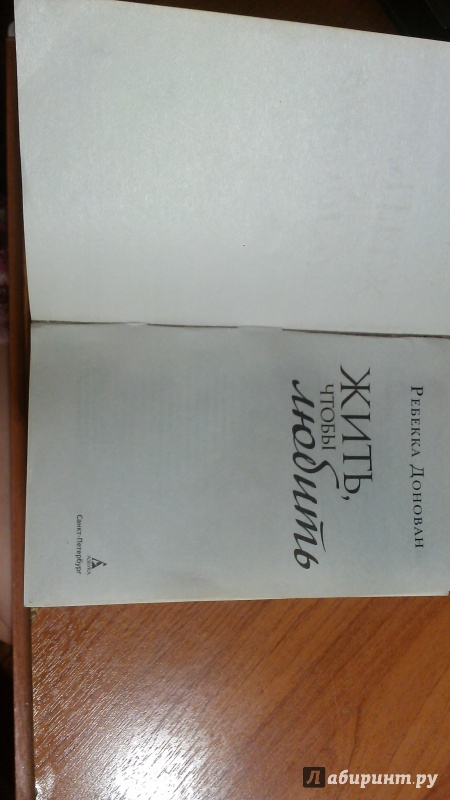 Ребекка Донован
ЖИТЬ,
ЧТОБЫ
любить
АЗБУКА
Санкт-Петербург
Лабиринт.ру